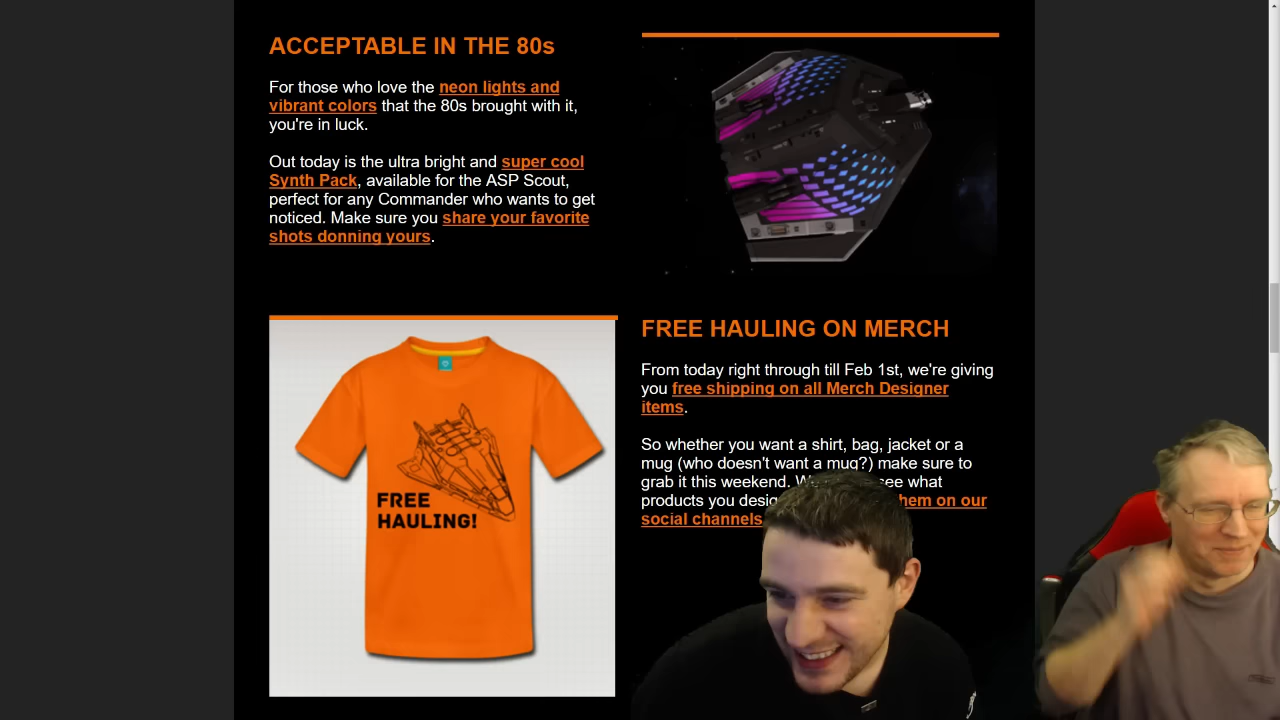 ACCEPTABLE IN THE 80s
For those who love the neon lights and
vibrant colors that the 80s brought with it,
you're in luck.
Out today is the ultra bright and super cool
Synth Pack, available for the ASP Scout,
perfect for any Commander who wants to get
noticed. Make sure you share your favorite
shots donning yours.
FREE
HAULING!
FREE HAULING ON MERCH
From today right through till Feb 1st, we're giving
you free shipping on all Merch Designer
items.
So whether you want a shirt, bag, jacket or a
mug (who doesn't want a mug?) make sure to
grab it this weekend. see what
products you on our
social channels